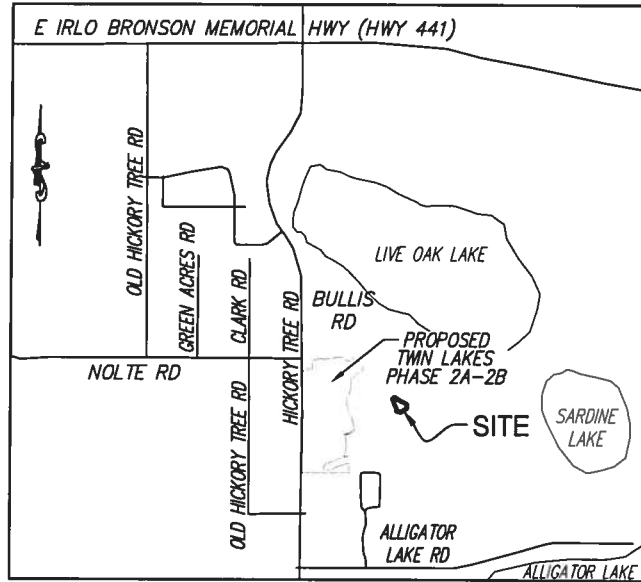 E IRLO BRONSON MEMORIAL HWY (HWY 441)
OLD HICKORY TREE RD
GREEN ACRES RD
CLARK RD
HICKORY TREE RD
LIVE OAK LAKE
BULLIS
RD
PROPOSED
TWIN LAKES
PHASE 2A-2B
NOLTE RD
SITE
SARDINE
LAKE
OLD HICKORY TREE RD
ALLIGATOR
LAKE RD
ALLIGATOR LAKE